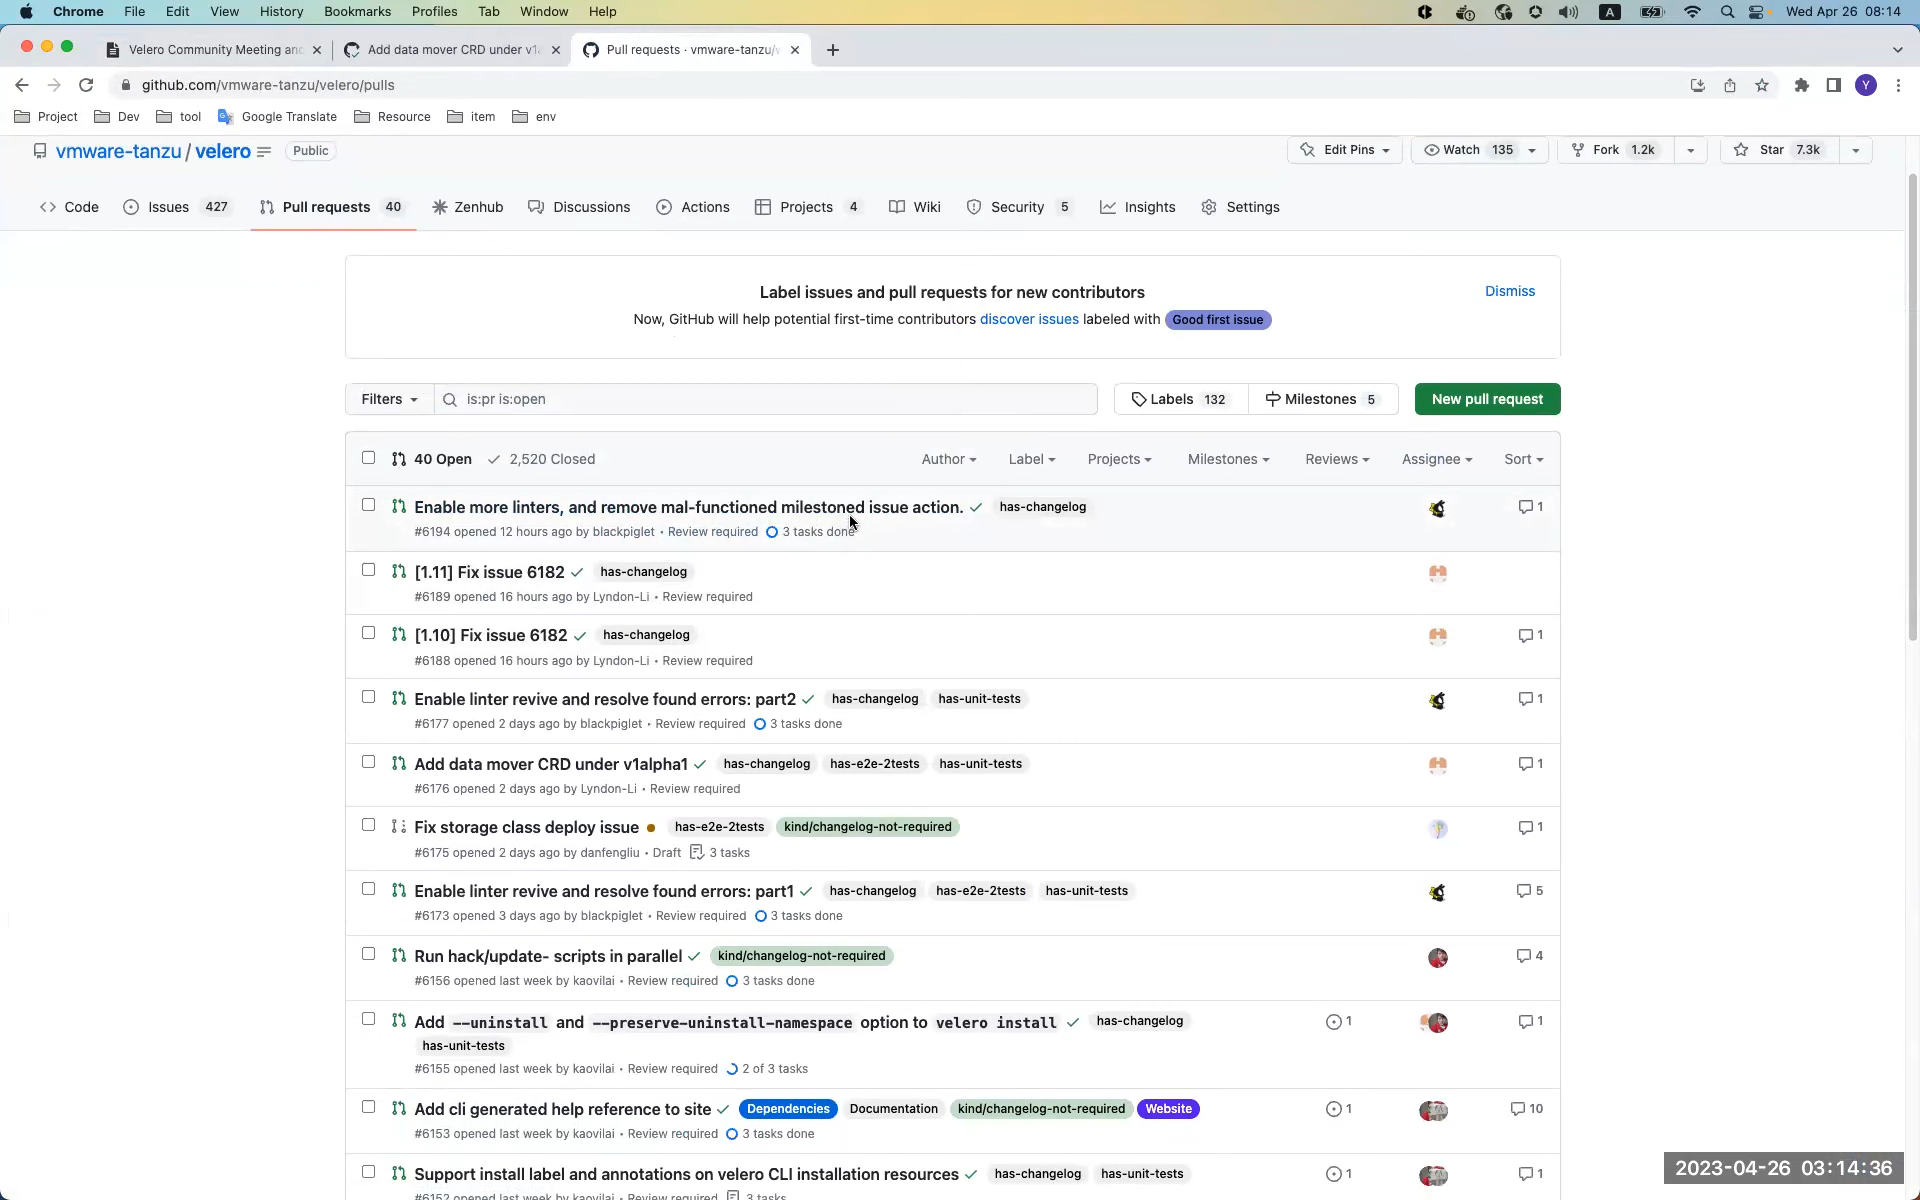 Chrome File Edit View History Bookmarks Profiles Tab Window Help A Wed Apr 26 08:14
Velero Community Meeting and Add data mover CRD under v1a Pull requests · vmware-tanzu/v
github.com/vmware-tanzu/velero/pulls Y
Project Dev tool Google Translate Resource item env
vmware-tanzu / velero Public Edit Pins Watch 135 Fork 1.2k Star 7.3k
Code Issues 427 Pull requests 40 Zenhub Discussions Actions Projects 4 Wiki Security 5 Insights Settings
Label issues and pull requests for new contributors Dismiss
Now, GitHub will help potential first-time contributors discover issues labeled with Good first issue
Filters is:pr is:open Labels 132 Milestones 5 New pull request
40 Open 2,520 Closed Author Label Projects Milestones Reviews Assignee Sort
Enable more linters, and remove mal-functioned milestoned issue action. has-changelog 1
#6194 opened 12 hours ago by blackpiglet • Review required 3 tasks done
[1.11] Fix issue 6182 has-changelog
#6189 opened 16 hours ago by Lyndon-Li • Review required
[1.10] Fix issue 6182 has-changelog 1
#6188 opened 16 hours ago by Lyndon-Li • Review required
Enable linter revive and resolve found errors: part2 has-changelog has-unit-tests 1
#6177 opened 2 days ago by blackpiglet • Review required 3 tasks done
Add data mover CRD under v1alpha1 has-changelog has-e2e-2tests has-unit-tests 1
#6176 opened 2 days ago by Lyndon-Li • Review required
Fix storage class deploy issue has-e2e-2tests kind/changelog-not-required 1
#6175 opened 2 days ago by danfengliu • Draft 3 tasks
Enable linter revive and resolve found errors: part1 has-changelog has-e2e-2tests has-unit-tests 5
#6173 opened 3 days ago by blackpiglet • Review required 3 tasks done
Run hack/update- scripts in parallel kind/changelog-not-required 4
#6156 opened last week by kaovilai • Review required 3 tasks done
Add --uninstall and --preserve-uninstall-namespace option to velero install has-changelog 1 1
has-unit-tests
#6155 opened last week by kaovilai • Review required 2 of 3 tasks
Add cli generated help reference to site Dependencies Documentation kind/changelog-not-required Website 1 10
#6153 opened last week by kaovilai • Review required 3 tasks done
Support install label and annotations on velero CLI installation resources has-changelog has-unit-tests 1 1
#6152 opened last week by kaovilai • Review required 3 tasks
2023-04-26 03:14:36